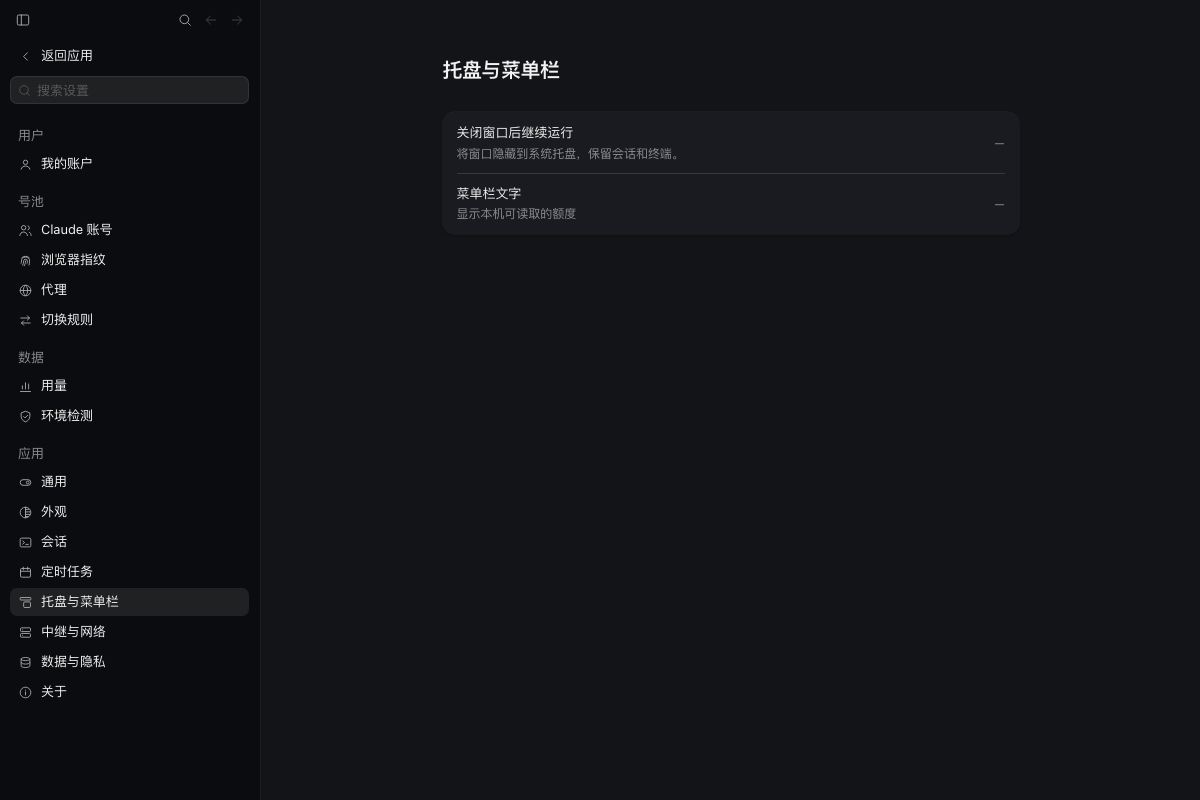 返回应用
搜索设置
用户
我的账户
号池
Claude 账号
浏览器指纹
代理
切换规则
数据
用量
环境检测
应用
通用
外观
会话
定时任务
托盘与菜单栏
中继与网络
数据与隐私
关于
托盘与菜单栏
关闭窗口后继续运行
将窗口隐藏到系统托盘，保留会话和终端。
—
菜单栏文字
显示本机可读取的额度
—